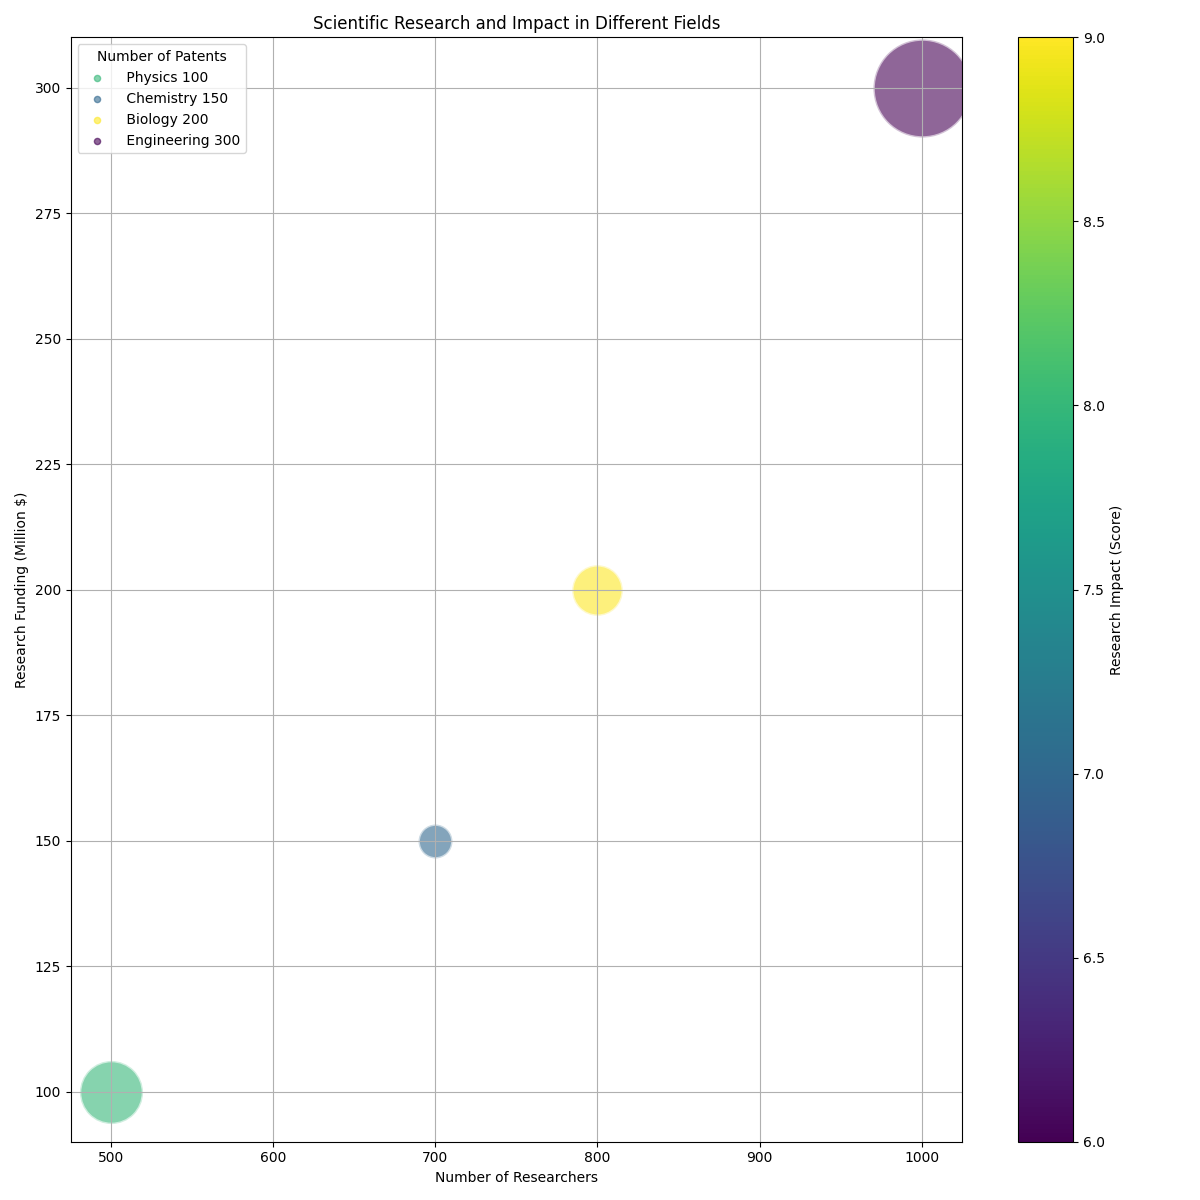 Scientific Research and Impact in Different Fields
Number of Patents
Physics 100
Chemistry 150
Biology 200
Engineering 300
Research Funding (Million $)
300
275
250
225
200
175
150
125
100
500 600 700 800 900 1000
Number of Researchers
9.0
8.5
8.0
7.5
7.0
6.5
6.0
Research Impact (Score)